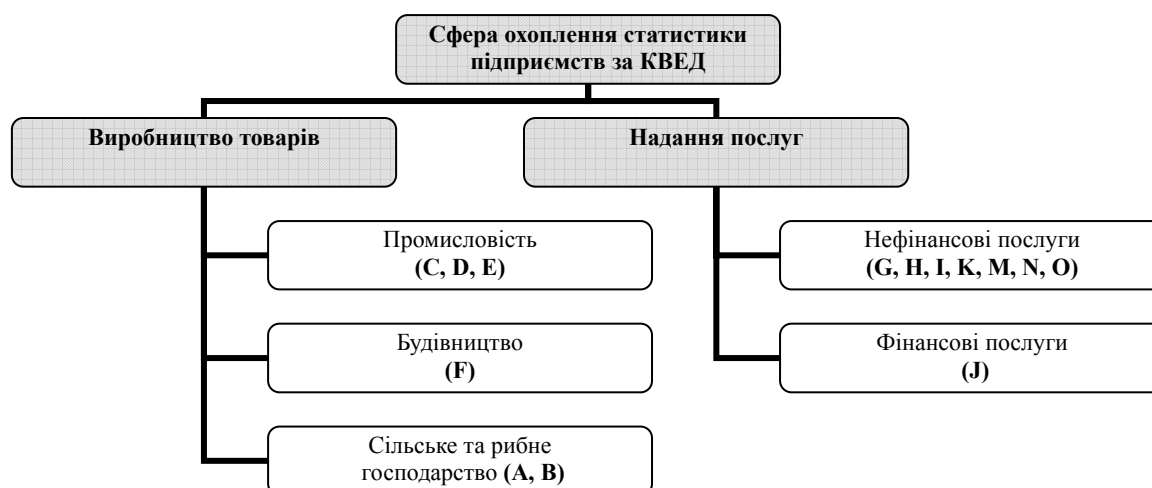 Сфера охоплення статистики
підприємств за КВЕД
Виробництво товарів
Надання послуг
Промисловість
(C, D, E)
Нефінансові послуги
(G, H, I, K, M, N, O)
Будівництво
(F)
Фінансові послуги
(J)
Сільське та рибне
господарство (A, B)